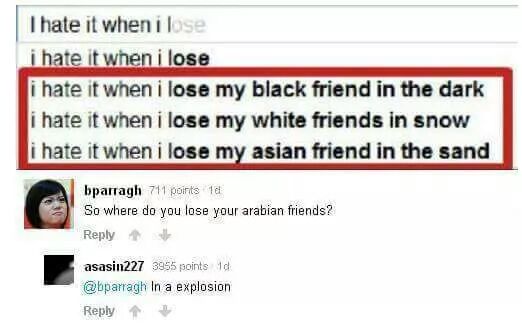 I hate it when i lose
i hate it when i lose
i hate it when i lose my black friend in the dark
i hate it when i lose my white friends in snow
i hate it when i lose my asian friend in the sand
bparragh 711 points · 1d
So where do you lose your arabian friends?
Reply
asasin227 3955 points · 1d
@bparragh In a explosion
Reply